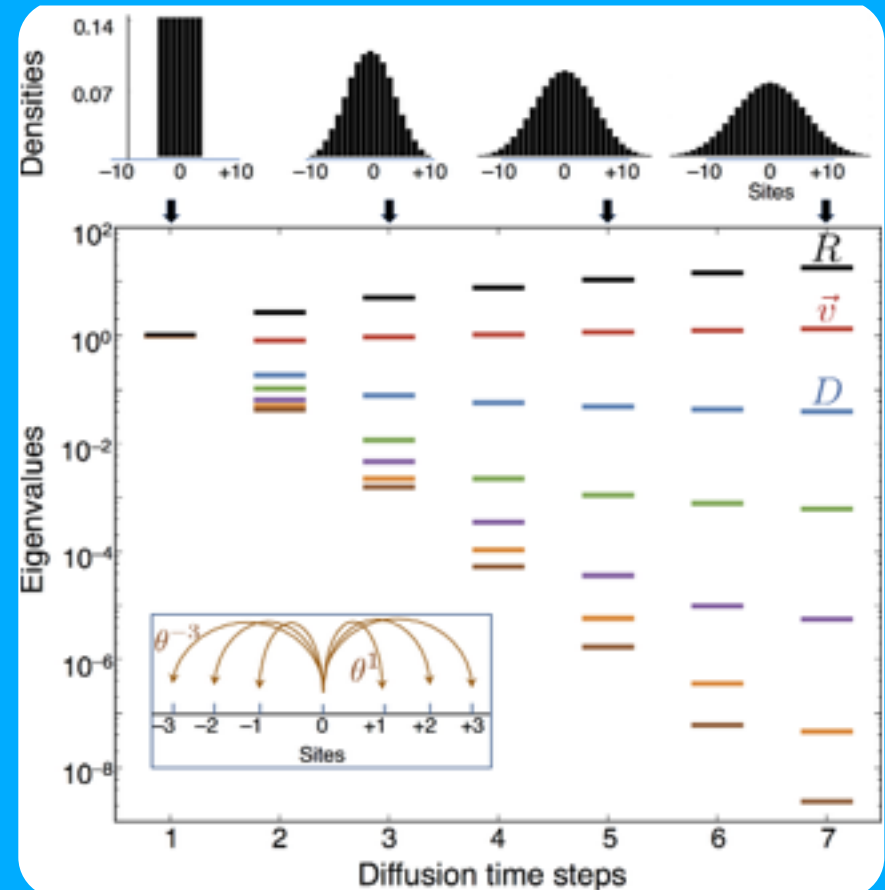 Densities
0.14
0.07
−10 0 +10
−10 0 +10
−10 0 +10
−10 0 +10
Sites
Eigenvalues
10²
10⁰
10⁻²
10⁻⁴
10⁻⁶
10⁻⁸
R
v⃗
D
θ⁻³
θ¹
−3 −2 −1 0 +1 +2 +3
Sites
1 2 3 4 5 6 7
Diffusion time steps